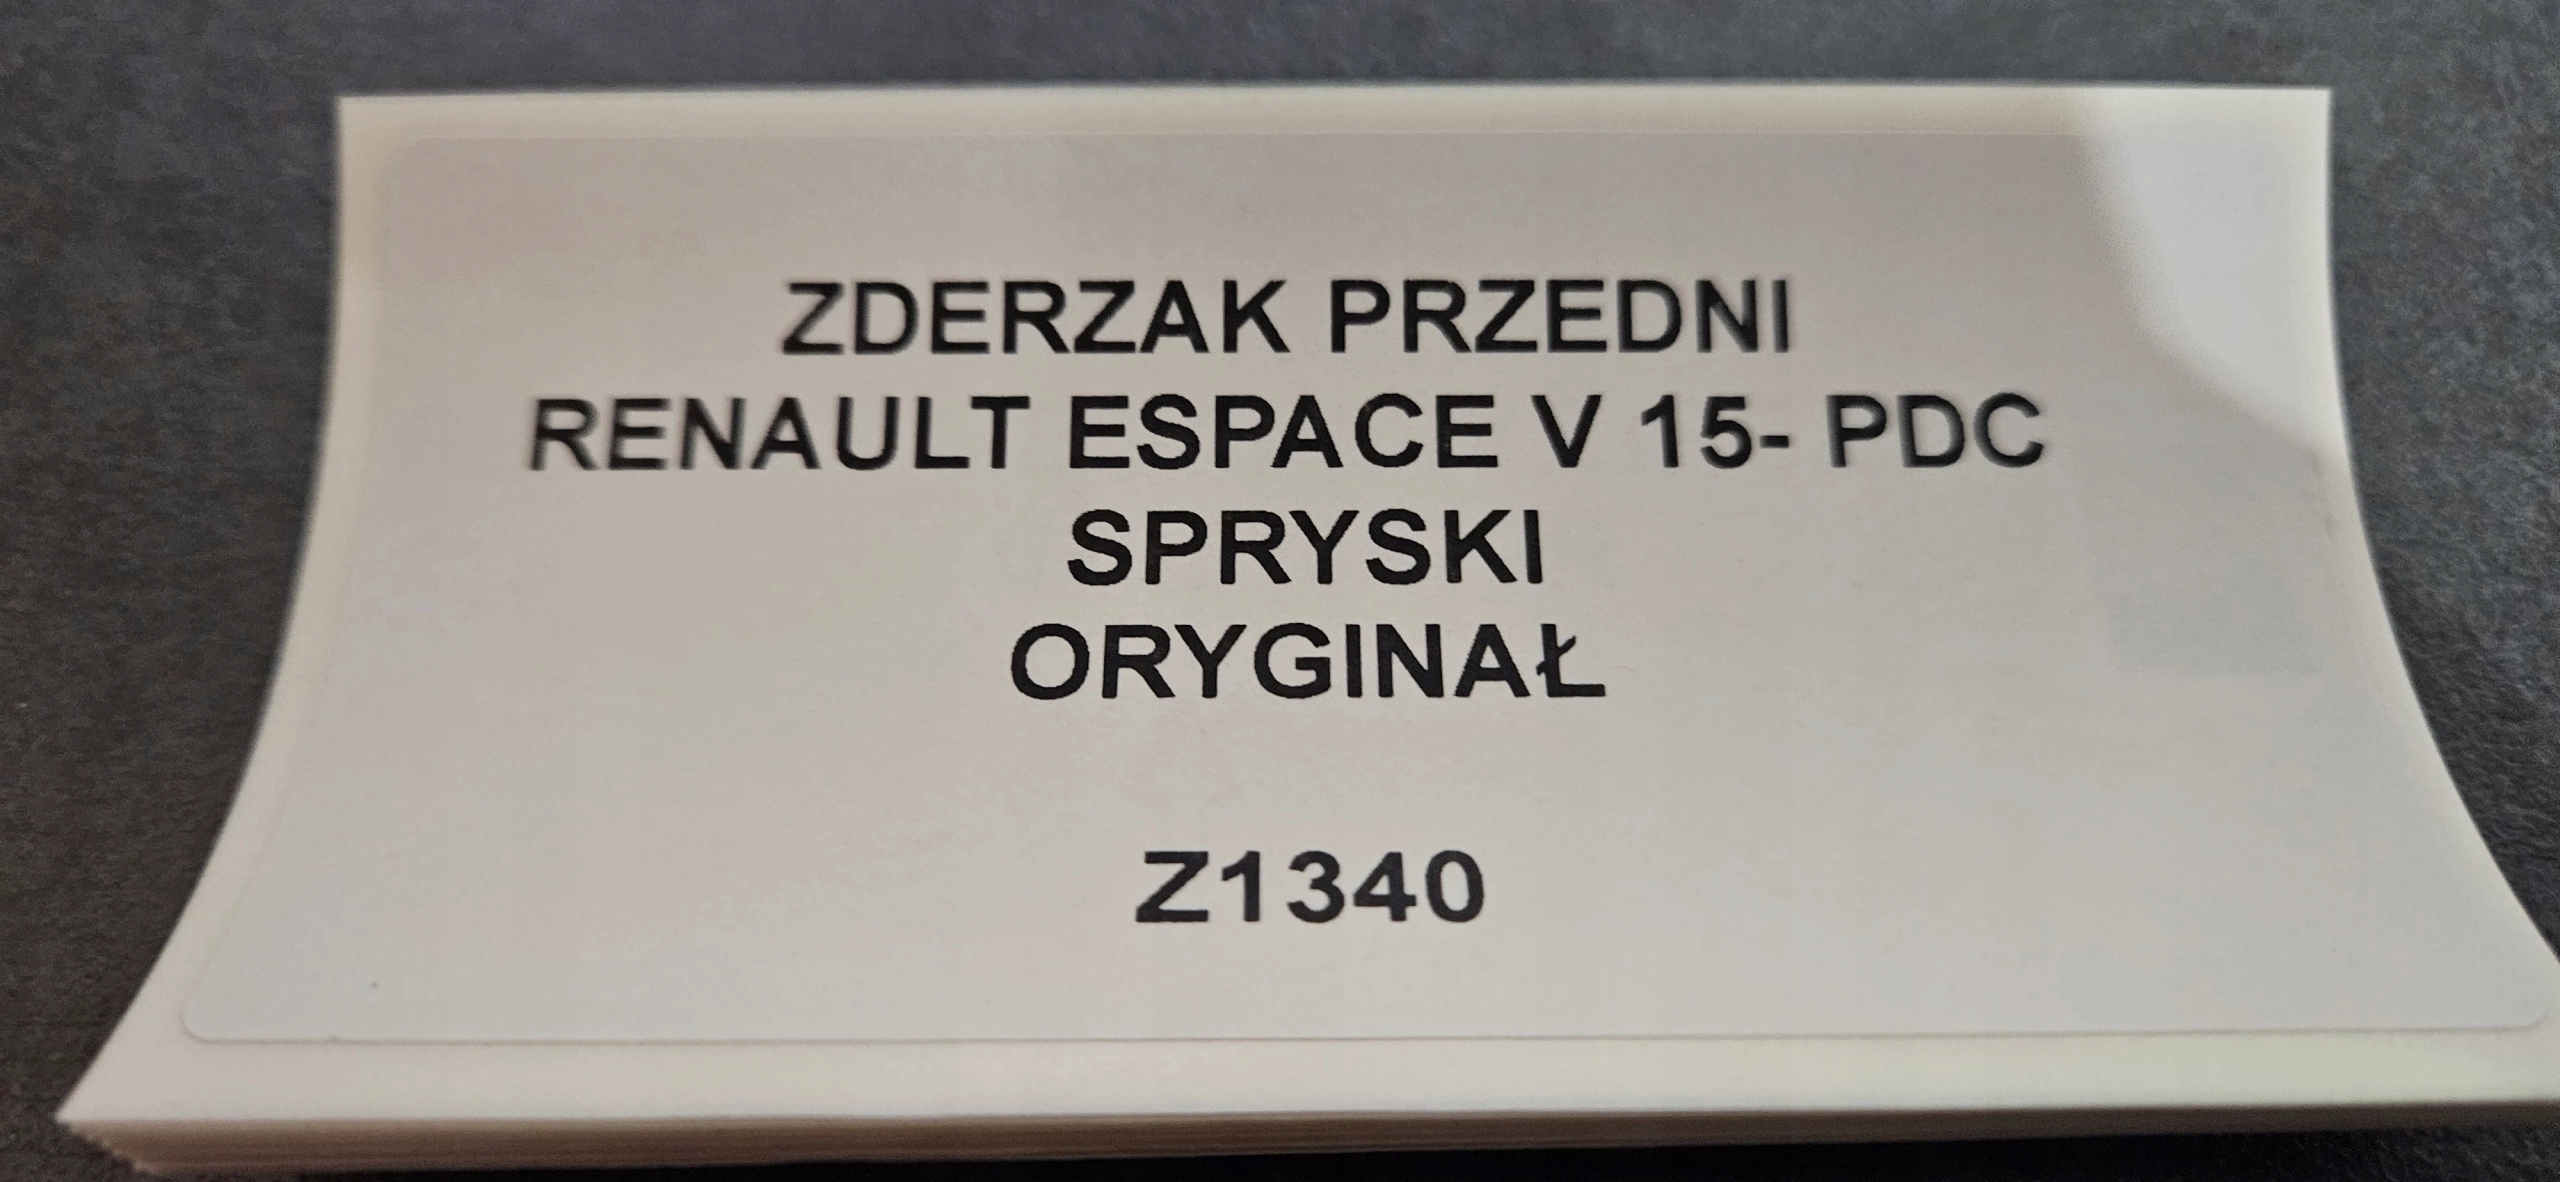 ZDERZAK PRZEDNI
RENAULT ESPACE V 15- PDC
SPRYSKI
ORYGINAŁ
Z1340